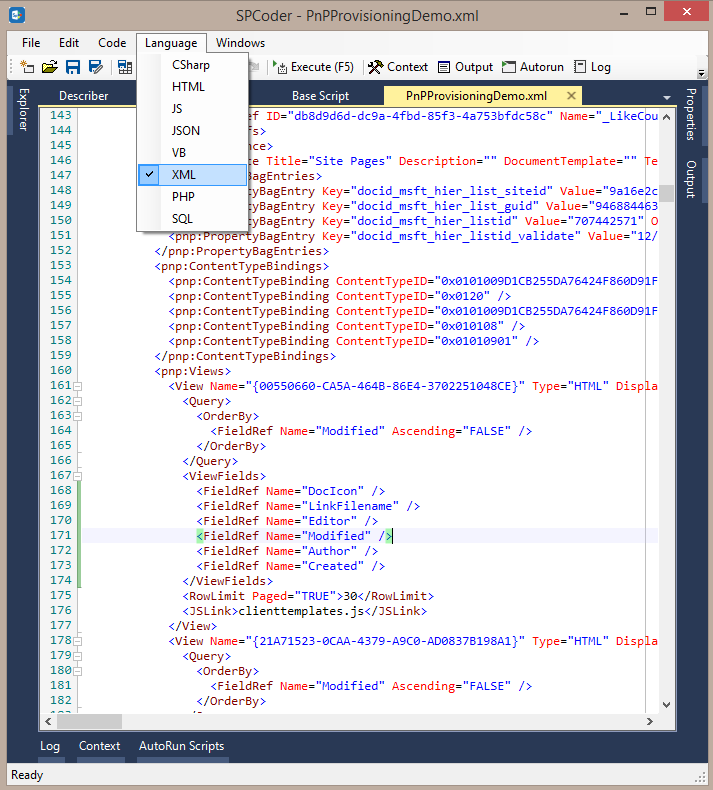 SPCoder - PnPProvisioningDemo.xml
File Edit Code Language Windows
Execute (F5) Context Output Autorun Log
CSharp
HTML
JS
JSON
VB
XML
PHP
SQL
Explorer
Describer Base Script PnPProvisioningDemo.xml
Properties
Output
143 ef ID="db8d9d6d-dc9a-4fbd-85f3-4a753bfdc58c" Name="_LikeCou
144 fs>
145 nce>
146 ce Title="Site Pages" Description="" DocumentTemplate="" Te
147 yBagEntries>
148 ertyBagEntry Key="docid_msft_hier_list_siteid" Value="9a16e2c
149 ertyBagEntry Key="docid_msft_hier_list_guid" Value="946884463
150 ertyBagEntry Key="docid_msft_hier_listid" Value="707442571" O
151 <pnp:PropertyBagEntry Key="docid_msft_hier_listid_validate" Value="12/
152 </pnp:PropertyBagEntries>
153 <pnp:ContentTypeBindings>
154 <pnp:ContentTypeBinding ContentTypeID="0x0101009D1CB255DA76424F860D91F
155 <pnp:ContentTypeBinding ContentTypeID="0x0120" />
156 <pnp:ContentTypeBinding ContentTypeID="0x0101009D1CB255DA76424F860D91F
157 <pnp:ContentTypeBinding ContentTypeID="0x010108" />
158 <pnp:ContentTypeBinding ContentTypeID="0x01010901" />
159 </pnp:ContentTypeBindings>
160 <pnp:Views>
161 <View Name="{00550660-CA5A-464B-86E4-3702251048CE}" Type="HTML" Displa
162 <Query>
163 <OrderBy>
164 <FieldRef Name="Modified" Ascending="FALSE" />
165 </OrderBy>
166 </Query>
167 <ViewFields>
168 <FieldRef Name="DocIcon" />
169 <FieldRef Name="LinkFilename" />
170 <FieldRef Name="Editor" />
171 <FieldRef Name="Modified" />
172 <FieldRef Name="Author" />
173 <FieldRef Name="Created" />
174 </ViewFields>
175 <RowLimit Paged="TRUE">30</RowLimit>
176 <JSLink>clienttemplates.js</JSLink>
177 </View>
178 <View Name="{21A71523-0CAA-4379-A9C0-AD0837B198A1}" Type="HTML" Displa
179 <Query>
180 <OrderBy>
181 <FieldRef Name="Modified" Ascending="FALSE" />
182 </OrderBy>
Log Context AutoRun Scripts
Ready